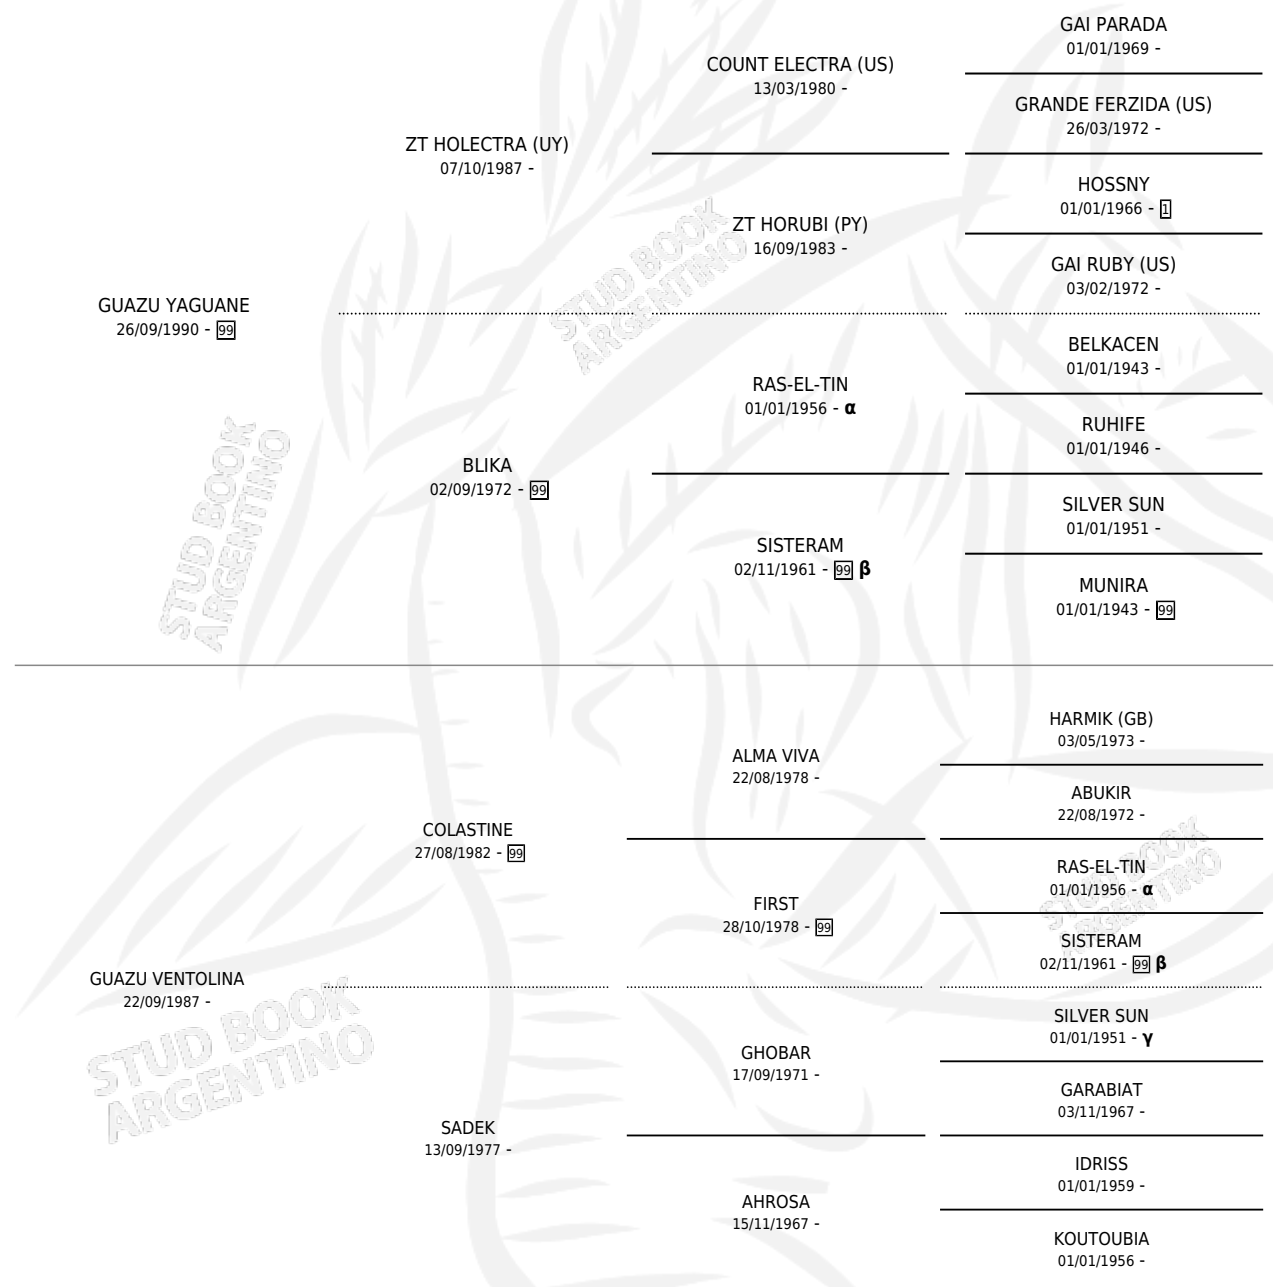 GAI PARADA
01/01/1969 -
COUNT ELECTRA (US)
13/03/1980 -
GRANDE FERZIDA (US)
26/03/1972 -
ZT HOLECTRA (UY)
07/10/1987 -
HOSSNY
01/01/1966 - 1
ZT HORUBI (PY)
16/09/1983 -
GAI RUBY (US)
03/02/1972 -
GUAZU YAGUANE
26/09/1990 - 99
BELKACEN
01/01/1943 -
RAS-EL-TIN
01/01/1956 - α
RUHIFE
01/01/1946 -
BLIKA
02/09/1972 - 99
SILVER SUN
01/01/1951 -
SISTERAM
02/11/1961 - 99 β
MUNIRA
01/01/1943 - 99
STUD BOOK
ARGENTINO
STUD BOOK
ARGENTINO
HARMIK (GB)
03/05/1973 -
ALMA VIVA
22/08/1978 -
ABUKIR
22/08/1972 -
COLASTINE
27/08/1982 - 99
RAS-EL-TIN
01/01/1956 - α
FIRST
28/10/1978 - 99
SISTERAM
02/11/1961 - 99 β
GUAZU VENTOLINA
22/09/1987 -
SILVER SUN
01/01/1951 - γ
GHOBAR
17/09/1971 -
GARABIAT
03/11/1967 -
SADEK
13/09/1977 -
IDRISS
01/01/1959 -
AHROSA
15/11/1967 -
KOUTOUBIA
01/01/1956 -
STUD BOOK
ARGENTINO
STUD BOOK
ARGENTINO